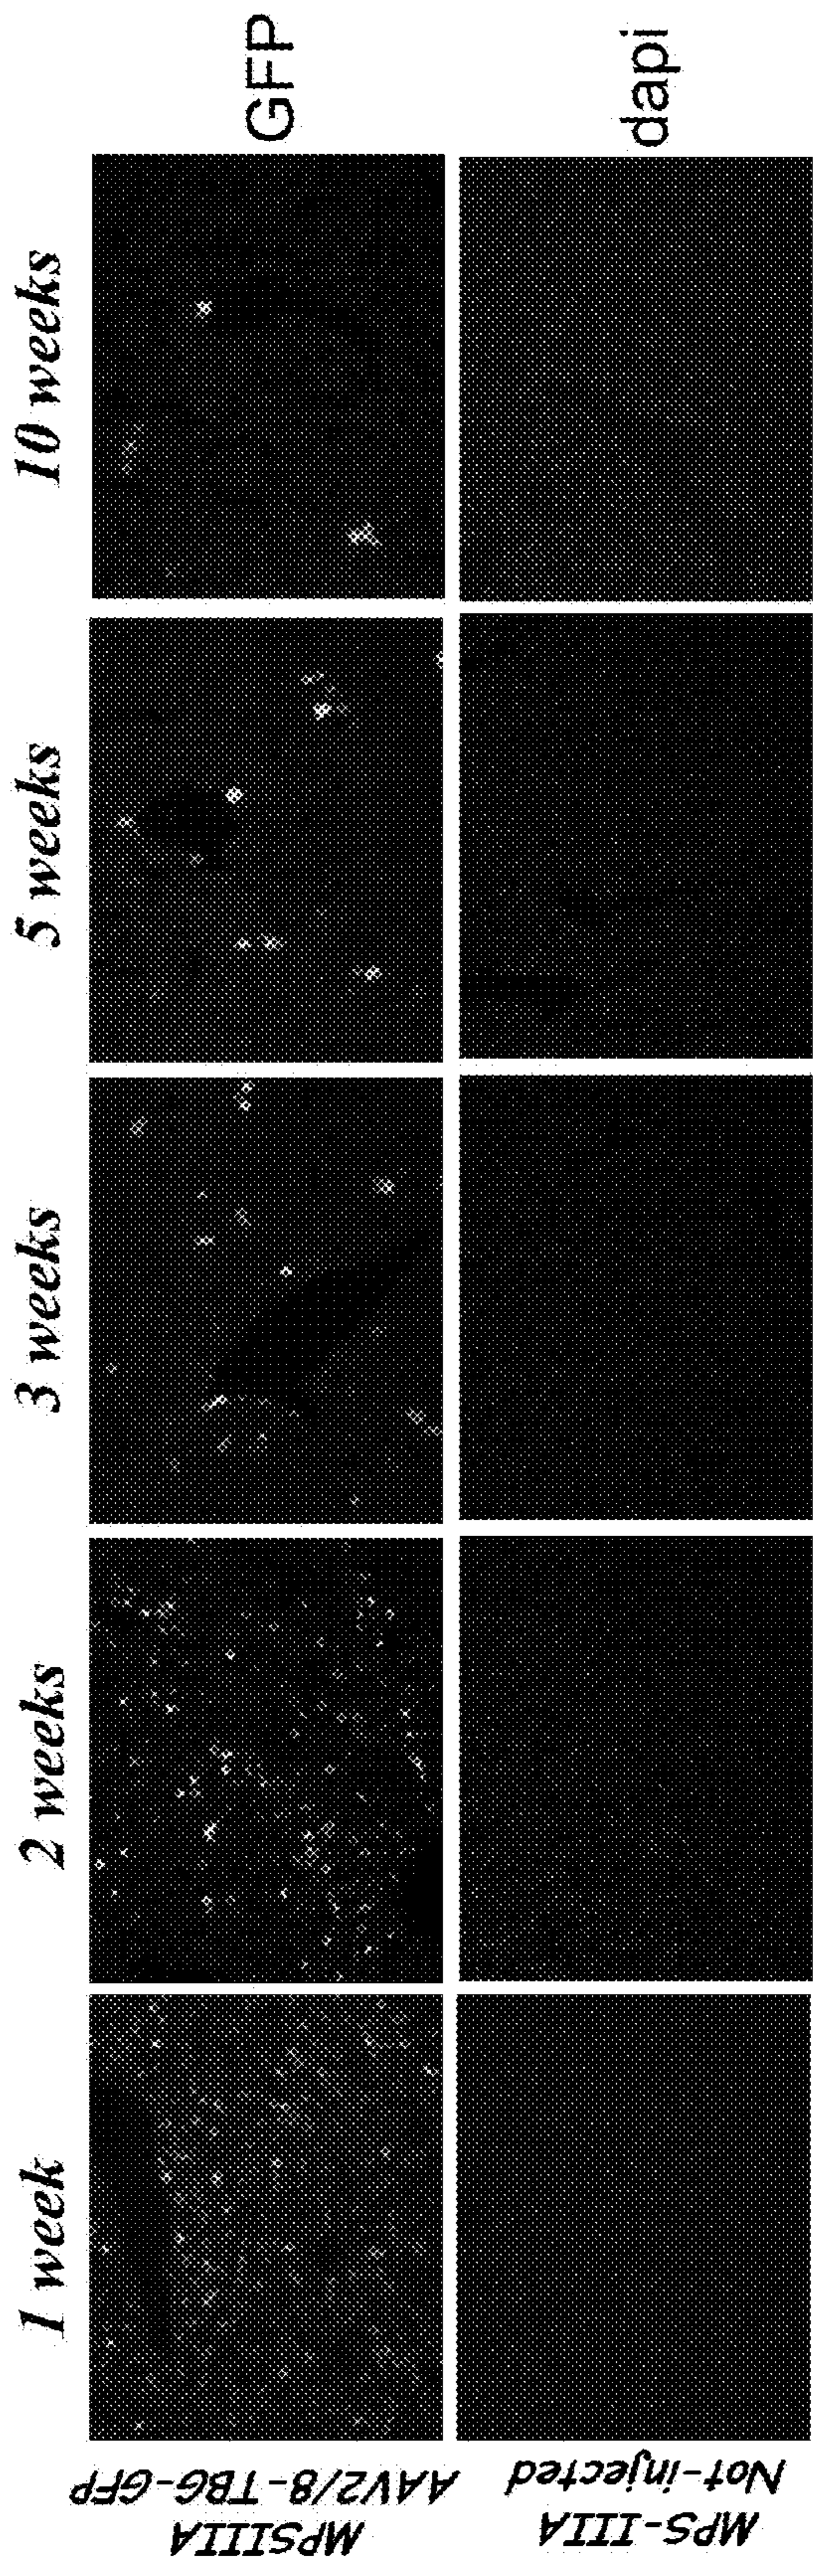 1 week
2 weeks
3 weeks
5 weeks
10 weeks
MPSIIIA
AAV2/8-TBG-GFP
GFP
MPS-IIIA
Not-injected
dapi